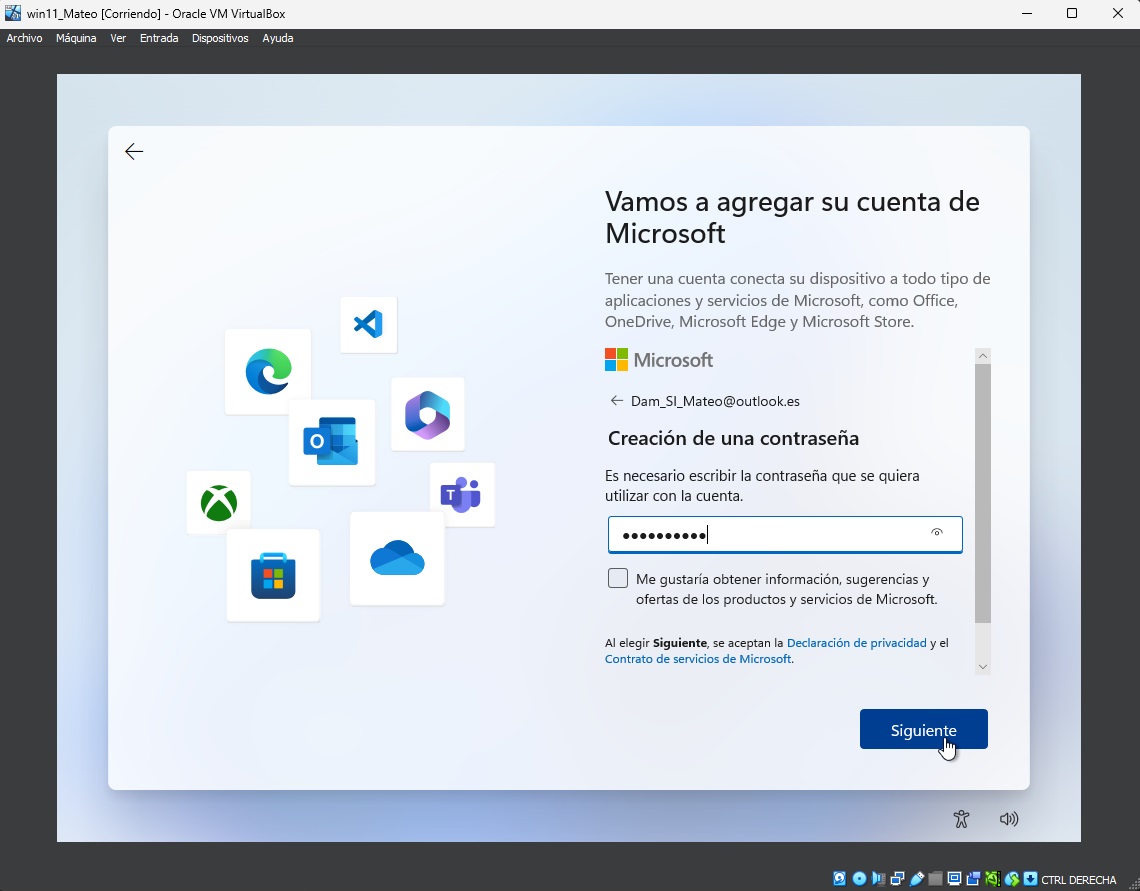 win11_Mateo [Corriendo] - Oracle VM VirtualBox
Archivo Máquina Ver Entrada Dispositivos Ayuda
Vamos a agregar su cuenta de
Microsoft
Tener una cuenta conecta su dispositivo a todo tipo de
aplicaciones y servicios de Microsoft, como Office,
OneDrive, Microsoft Edge y Microsoft Store.
Microsoft
Dam_SI_Mateo@outlook.es
Creación de una contraseña
Es necesario escribir la contraseña que se quiera
utilizar con la cuenta.
••••••••••
Me gustaría obtener información, sugerencias y
ofertas de los productos y servicios de Microsoft.
Al elegir Siguiente, se aceptan la Declaración de privacidad y el
Contrato de servicios de Microsoft.
Siguiente
CTRL DERECHA